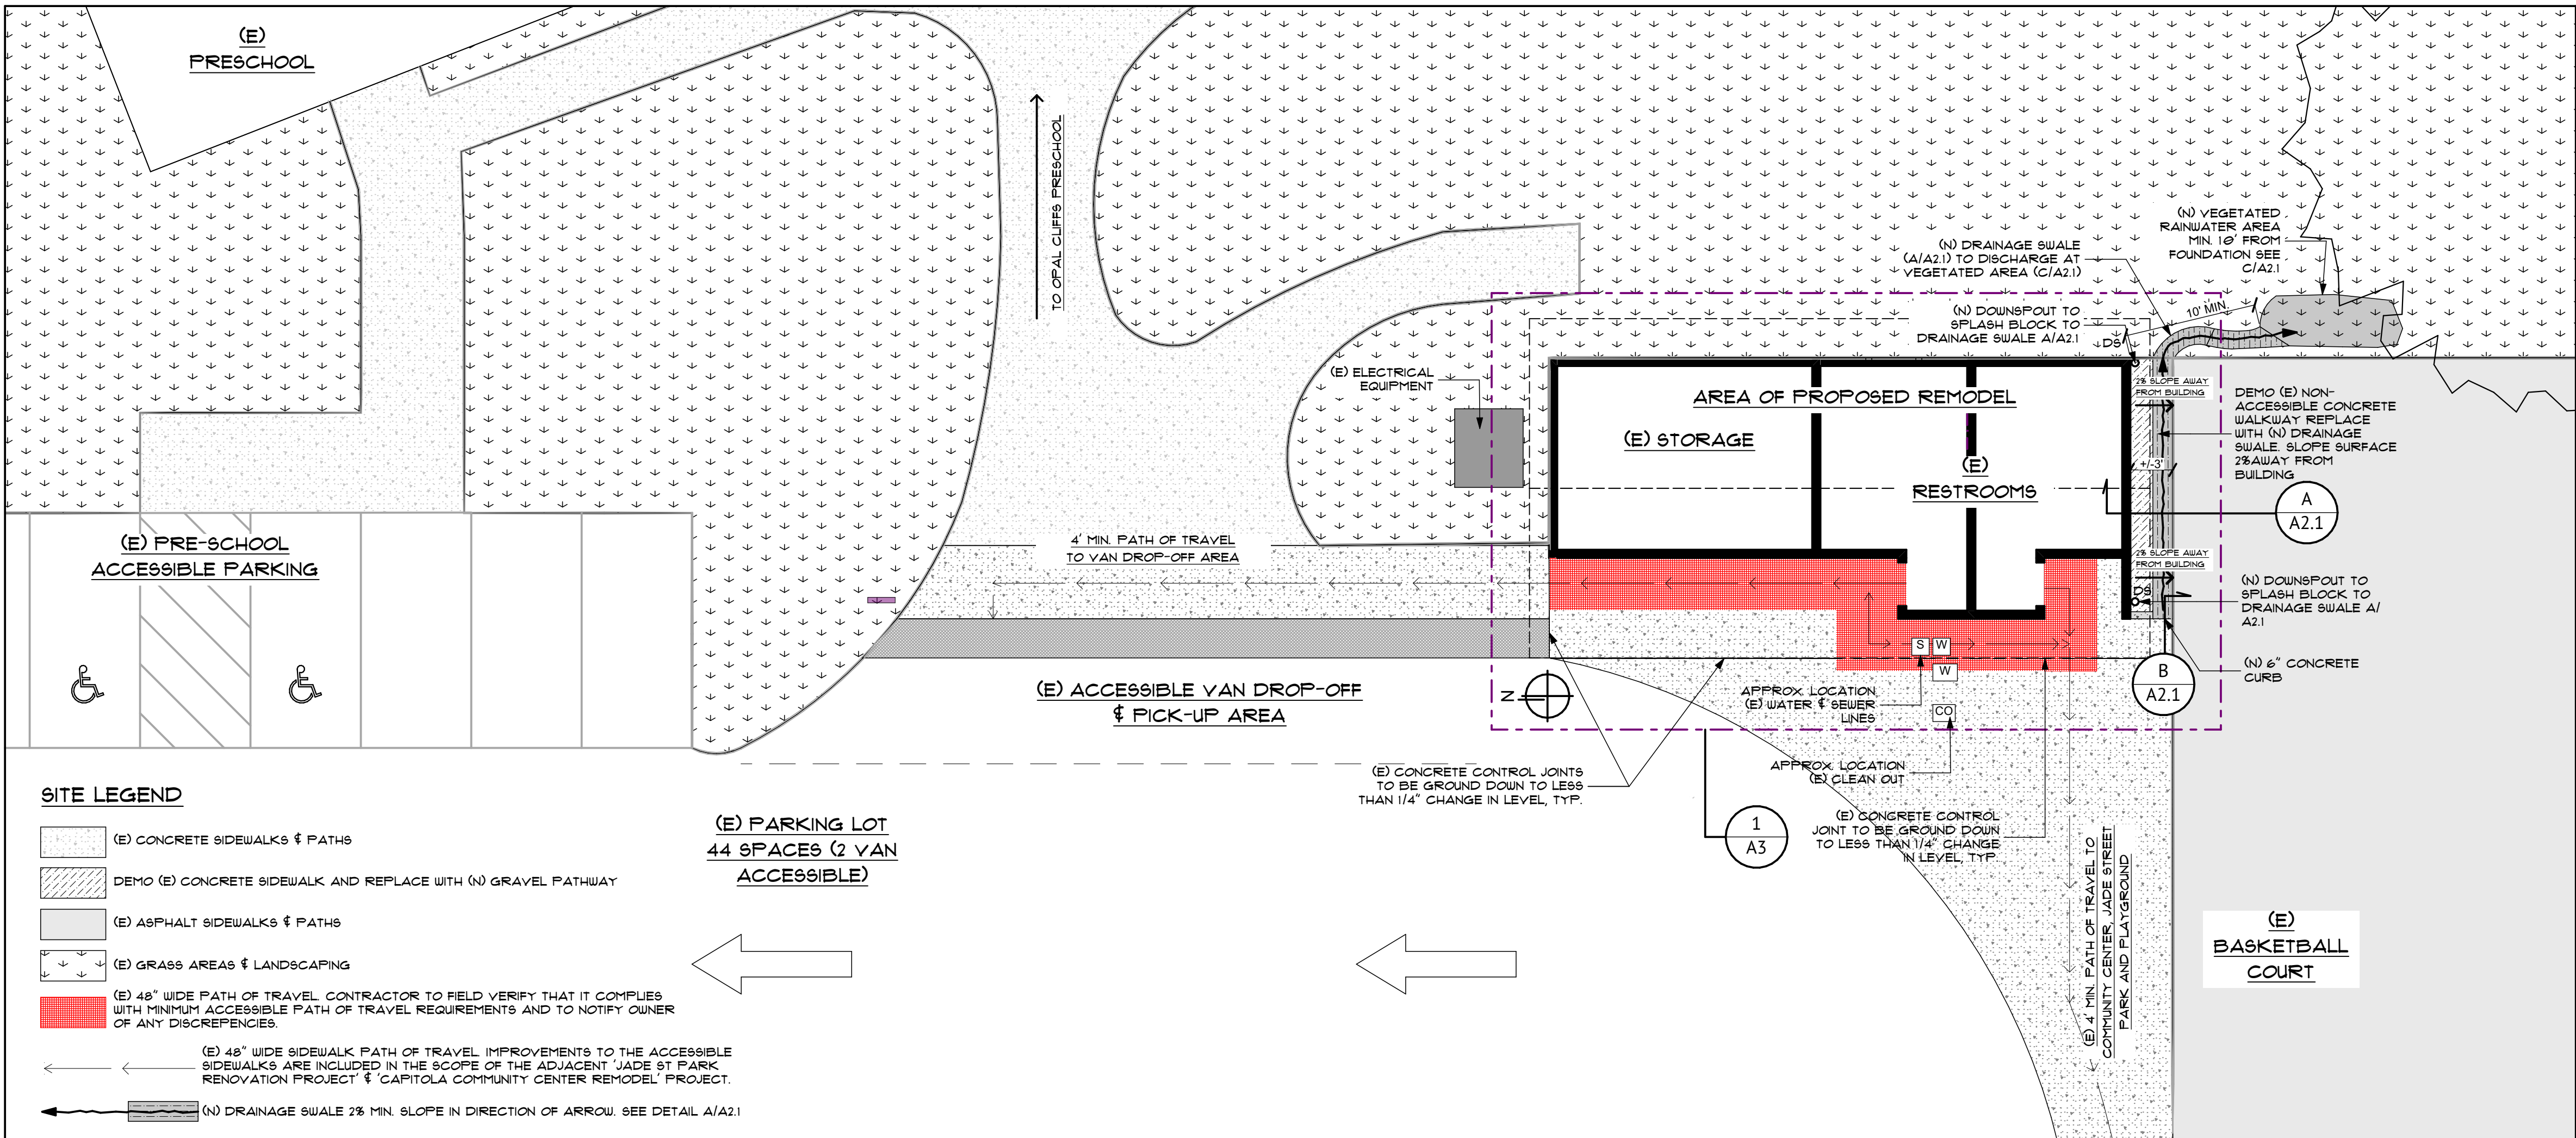 (E)
PRESCHOOL
TO OPAL CLIFFS PRESCHOOL
(N) VEGETATED
RAINWATER AREA
MIN. 10' FROM
FOUNDATION SEE
C/A2.1
(N) DRAINAGE SWALE
(A/A2.1) TO DISCHARGE AT
VEGETATED AREA (C/A2.1)
(N) DOWNSPOUT TO
SPLASH BLOCK TO
DRAINAGE SWALE A/A2.1
10' MIN.
DS
(E) ELECTRICAL
EQUIPMENT
AREA OF PROPOSED REMODEL
(E) STORAGE
(E)
RESTROOMS
2% SLOPE AWAY
FROM BUILDING
DEMO (E) NON-
ACCESSIBLE CONCRETE
WALKWAY REPLACE
WITH (N) DRAINAGE
SWALE. SLOPE SURFACE
2%AWAY FROM
BUILDING
+/-3'
A
A2.1
2% SLOPE AWAY
FROM BUILDING
DS
(N) DOWNSPOUT TO
SPLASH BLOCK TO
DRAINAGE SWALE A/
A2.1
(N) 6" CONCRETE
CURB
B
A2.1
(E) PRE-SCHOOL
ACCESSIBLE PARKING
4' MIN. PATH OF TRAVEL
TO VAN DROP-OFF AREA
(E) ACCESSIBLE VAN DROP-OFF
& PICK-UP AREA
N
S
W
W
CO
APPROX. LOCATION
(E) WATER & SEWER
LINES
APPROX. LOCATION
(E) CLEAN OUT
(E) CONCRETE CONTROL JOINTS
TO BE GROUND DOWN TO LESS
THAN 1/4" CHANGE IN LEVEL, TYP.
1
A3
(E) CONCRETE CONTROL
JOINT TO BE GROUND DOWN
TO LESS THAN 1/4" CHANGE
IN LEVEL, TYP.
(E) 4' MIN. PATH OF TRAVEL TO
COMMUNITY CENTER, JADE STREET
PARK AND PLAYGROUND
(E)
BASKETBALL
COURT
(E) PARKING LOT
44 SPACES (2 VAN
ACCESSIBLE)
SITE LEGEND
(E) CONCRETE SIDEWALKS & PATHS
DEMO (E) CONCRETE SIDEWALK AND REPLACE WITH (N) GRAVEL PATHWAY
(E) ASPHALT SIDEWALKS & PATHS
(E) GRASS AREAS & LANDSCAPING
(E) 48" WIDE PATH OF TRAVEL. CONTRACTOR TO FIELD VERIFY THAT IT COMPLIES
WITH MINIMUM ACCESSIBLE PATH OF TRAVEL REQUIREMENTS AND TO NOTIFY OWNER
OF ANY DISCREPENCIES.
(E) 48" WIDE SIDEWALK PATH OF TRAVEL IMPROVEMENTS TO THE ACCESSIBLE
SIDEWALKS ARE INCLUDED IN THE SCOPE OF THE ADJACENT 'JADE ST PARK
RENOVATION PROJECT' & 'CAPITOLA COMMUNITY CENTER REMODEL' PROJECT.
(N) DRAINAGE SWALE 2% MIN. SLOPE IN DIRECTION OF ARROW. SEE DETAIL A/A2.1